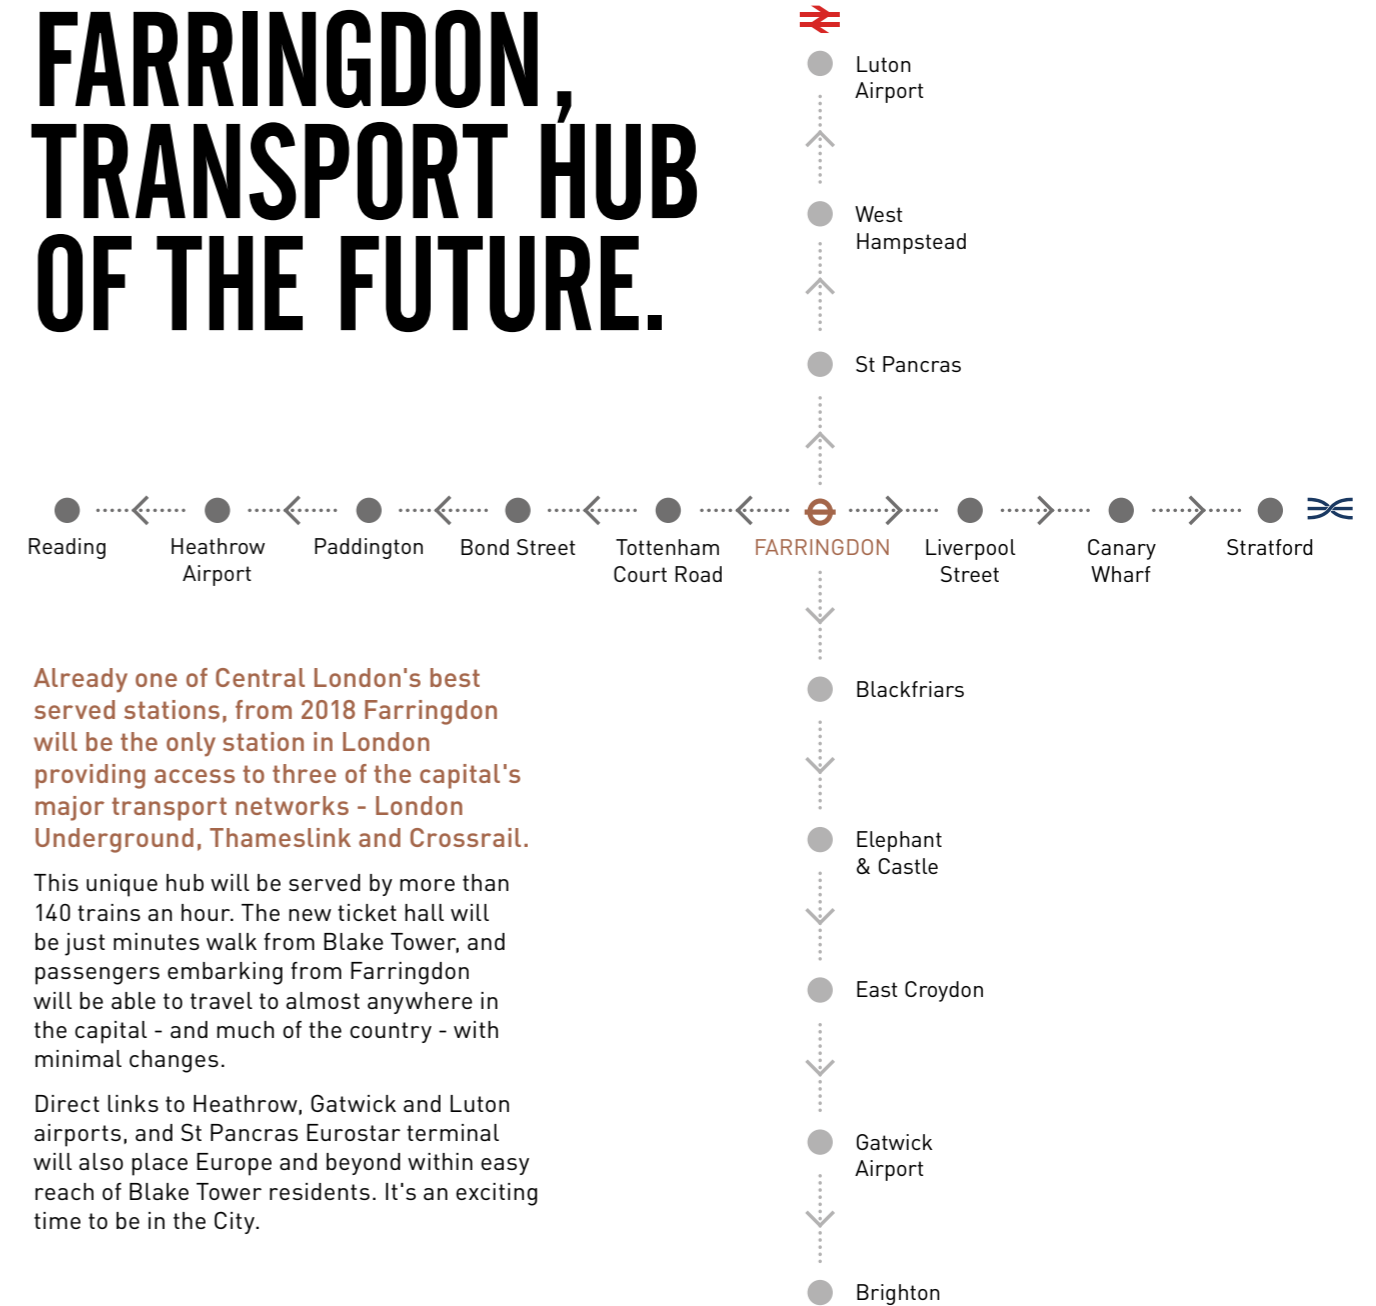 FARRINGDON,
TRANSPORT HUB
OF THE FUTURE.
Luton
Airport
West
Hampstead
St Pancras
Reading
Heathrow
Airport
Paddington
Bond Street
Tottenham
Court Road
FARRINGDON
Liverpool
Street
Canary
Wharf
Stratford
Blackfriars
Elephant
& Castle
East Croydon
Gatwick
Airport
Brighton
Already one of Central London's best
served stations, from 2018 Farringdon
will be the only station in London
providing access to three of the capital's
major transport networks - London
Underground, Thameslink and Crossrail.
This unique hub will be served by more than
140 trains an hour. The new ticket hall will
be just minutes walk from Blake Tower, and
passengers embarking from Farringdon
will be able to travel to almost anywhere in
the capital - and much of the country - with
minimal changes.
Direct links to Heathrow, Gatwick and Luton
airports, and St Pancras Eurostar terminal
will also place Europe and beyond within easy
reach of Blake Tower residents. It's an exciting
time to be in the City.